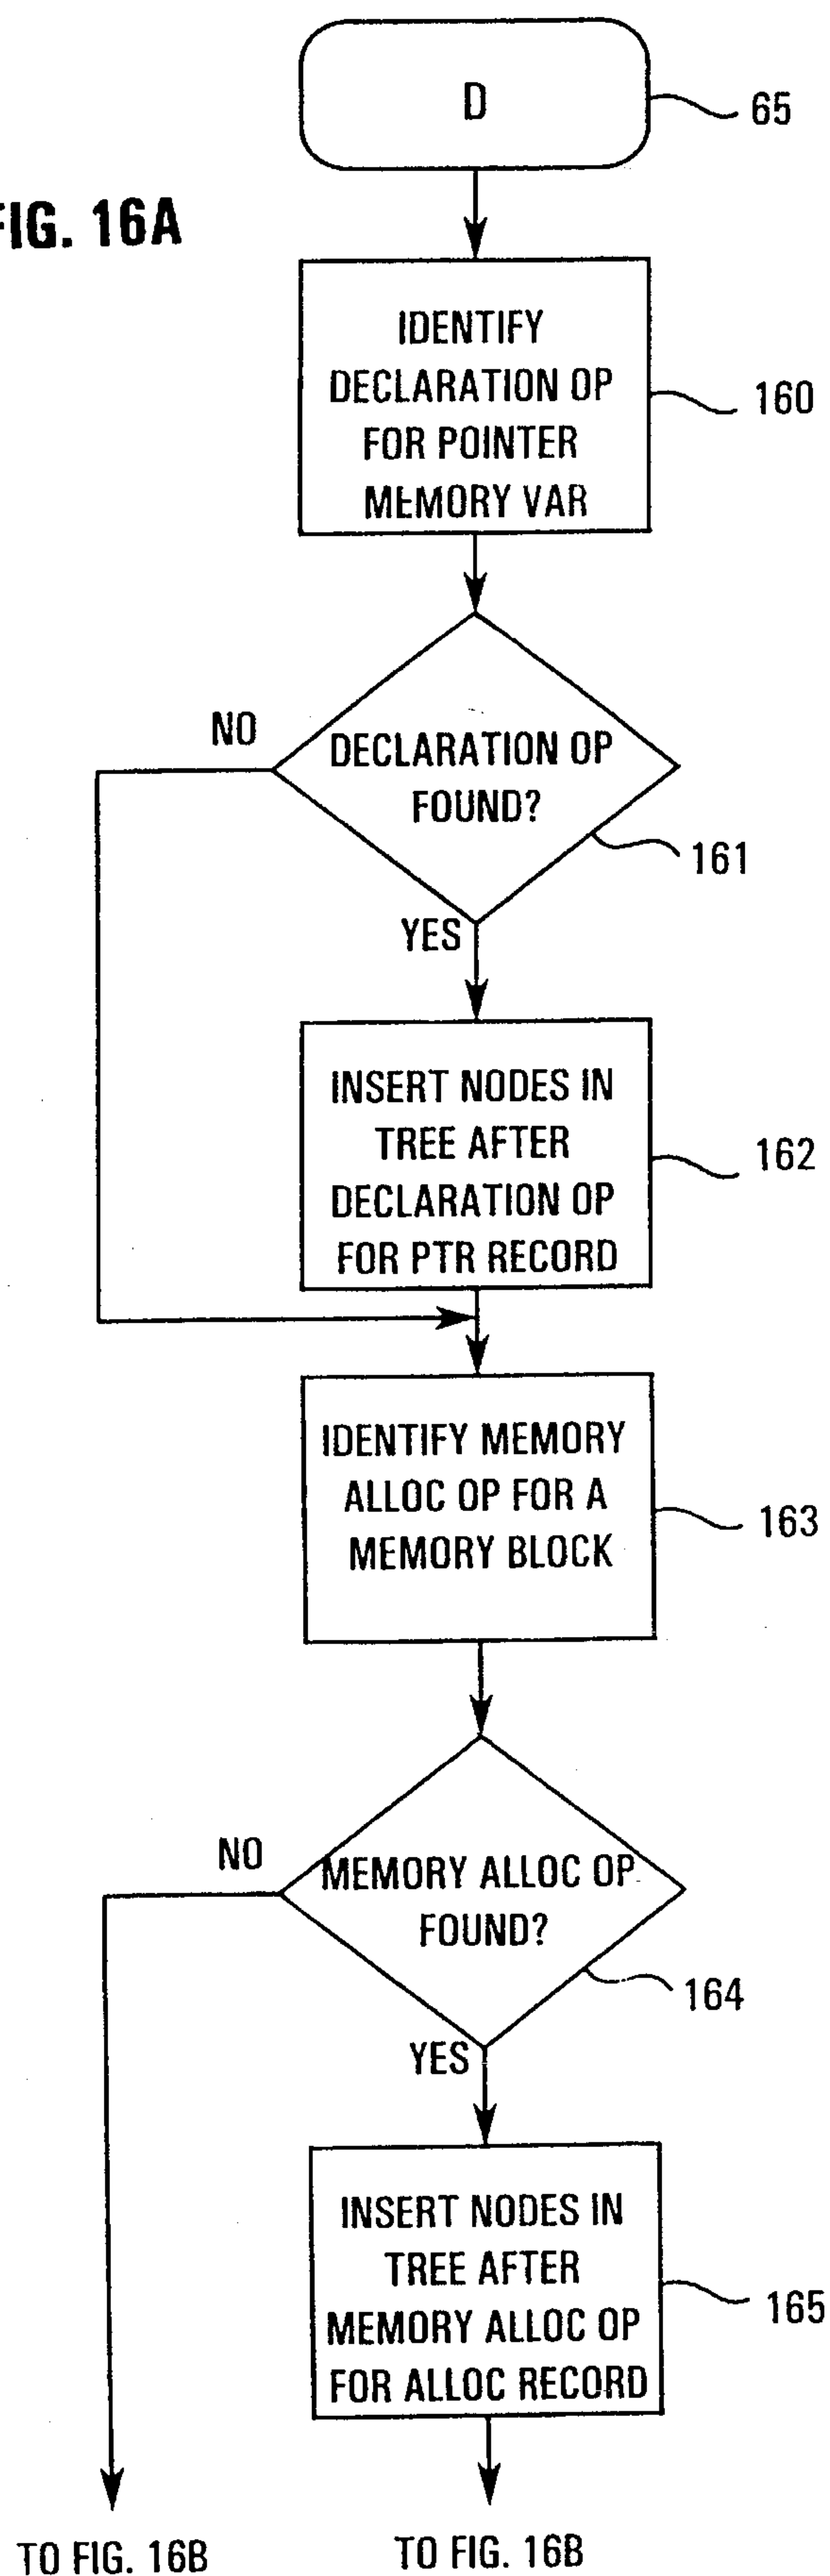 D
65
FIG. 16A
IDENTIFY
DECLARATION OP
FOR POINTER
MEMORY VAR
160
NO
DECLARATION OP
FOUND?
161
YES
INSERT NODES IN
TREE AFTER
DECLARATION OP
FOR PTR RECORD
162
IDENTIFY MEMORY
ALLOC OP FOR A
MEMORY BLOCK
163
NO
MEMORY ALLOC OP
FOUND?
164
YES
INSERT NODES IN
TREE AFTER
MEMORY ALLOC OP
FOR ALLOC RECORD
165
TO FIG. 16B
TO FIG. 16B